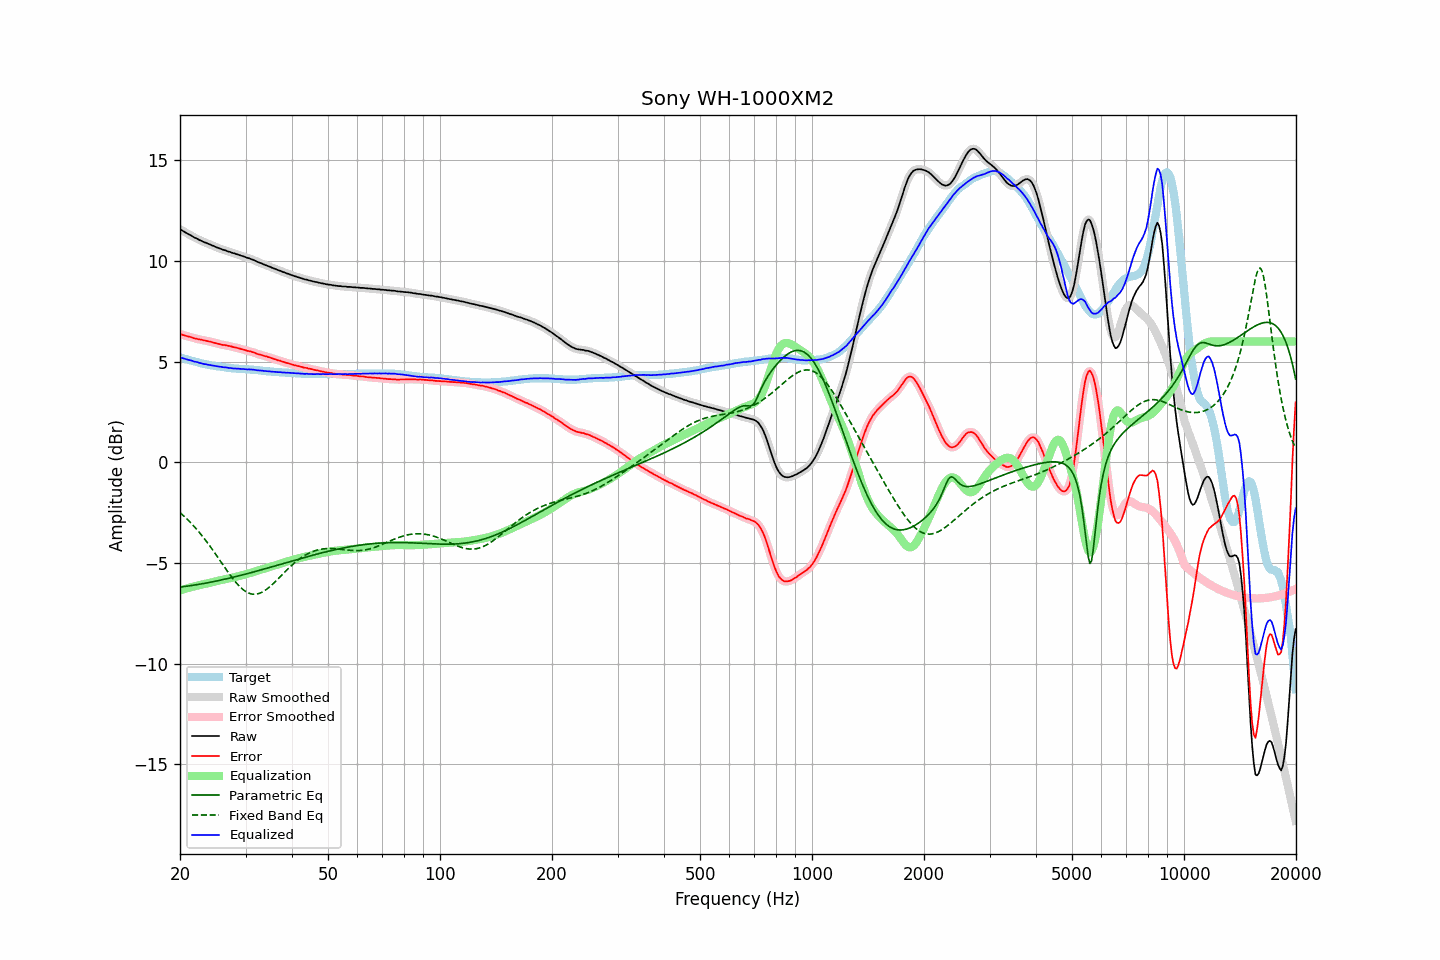 Sony WH-1000XM2
Amplitude (dBr)
15
10
5
0
−5
−10
−15
Target
Raw Smoothed
Error Smoothed
Raw
Error
Equalization
Parametric Eq
Fixed Band Eq
Equalized
20 50 100 200 500 1000 2000 5000 10000 20000
Frequency (Hz)